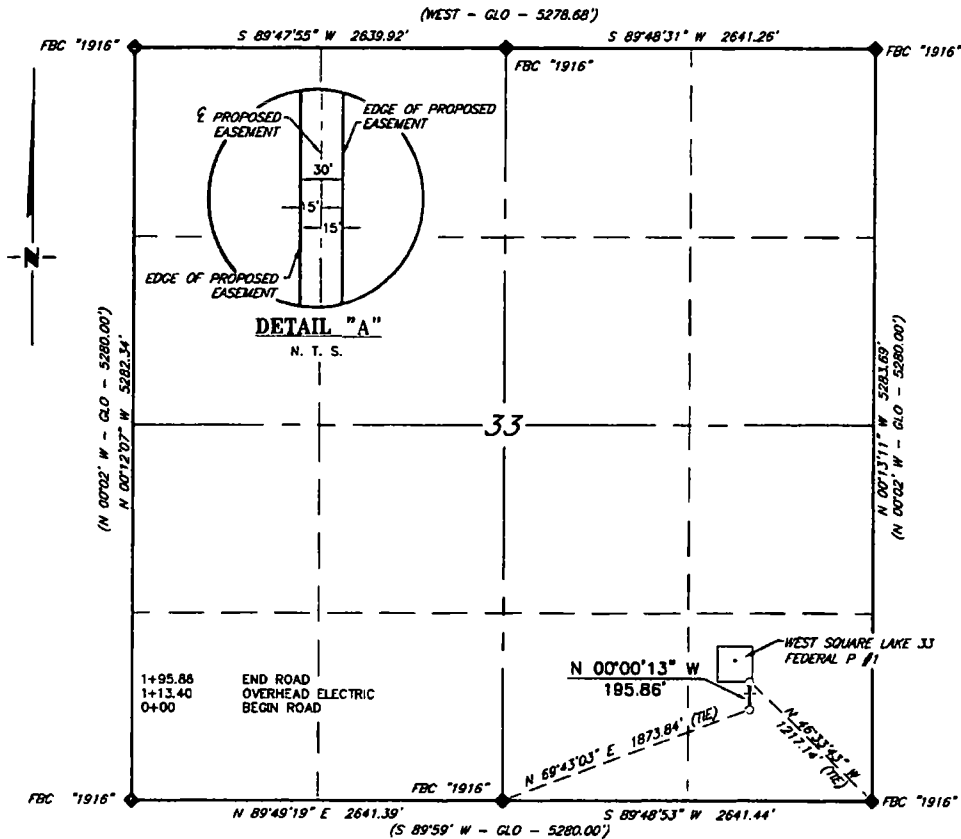 (WEST - GLO - 5278.68')
S 89°47'55" W 2639.92'
S 89°48'31" W 2641.26'
FBC "1916"
FBC "1916"
FBC "1916"
℄ PROPOSED
EASEMENT
EDGE OF PROPOSED
EASEMENT
30'
15'
15'
EDGE OF PROPOSED
EASEMENT
DETAIL "A"
N. T. S.
N
(N 00°02' W - GLO - 5280.00')
N 00°12'07" W 5282.34'
33
N 00°13'11" W 5283.69'
(N 00°02' W - GLO - 5280.00')
WEST SQUARE LAKE 33
FEDERAL P #1
N 00°00'13" W
195.86'
1+95.86 END ROAD
1+13.40 OVERHEAD ELECTRIC
0+00 BEGIN ROAD
N 69°43'03" E 1873.84' (TIE)
N 46°33'43" W
1217.14' (TIE)
FBC "1916"
FBC "1916"
FBC "1916"
N 89°49'19" E 2641.39'
S 89°48'53" W 2641.44'
(S 89°59' W - GLO - 5280.00')